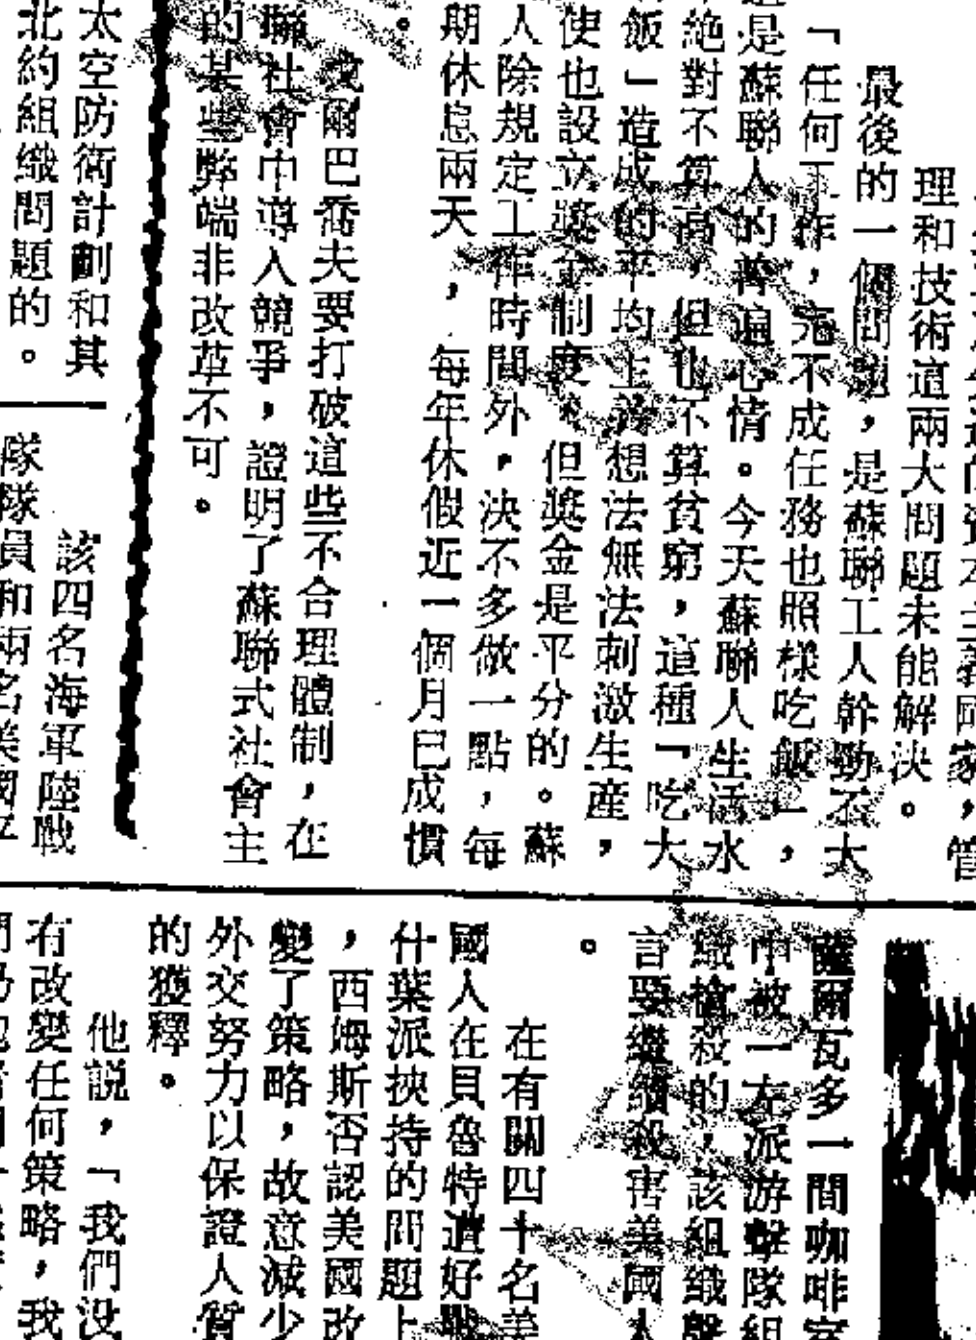 理和技術這兩大問題未能解決。
最後的一個問題，是蘇聯工人幹勁不大
「任何工作，完不成任務也照樣吃飯」，
是蘇聯人的普遍心情。今天蘇聯人生活水
絕對不算高，但也不算貧窮，這種「吃大
飯」造成的平均主義想法無法刺激生產，
使也設立獎金制度，但獎金是平分的。蘇
人除規定工作時間外，決不多做一點，每
期休息兩天，每年休假近一個月已成慣
。
戈爾巴喬夫要打破這些不合理體制，在
聯社會中導入競爭，證明了蘇聯式社會主
的某些弊端非改革不可。
太空防衛計劃和其
北約組織問題的。
該四名海軍陸戰
隊隊員和兩名美國平
薩爾瓦多一間咖啡室
中被一左派游擊隊組
織槍殺的，該組織聲
言要繼續殺害美國人
。
在有關四十名美
國人在貝魯特遭好戰
什葉派挾持的問題上
，西姆斯否認美國改
變了策略，故意減少
外交努力以保證人質
的獲釋。
他說，「我們没
有改變任何策略，我